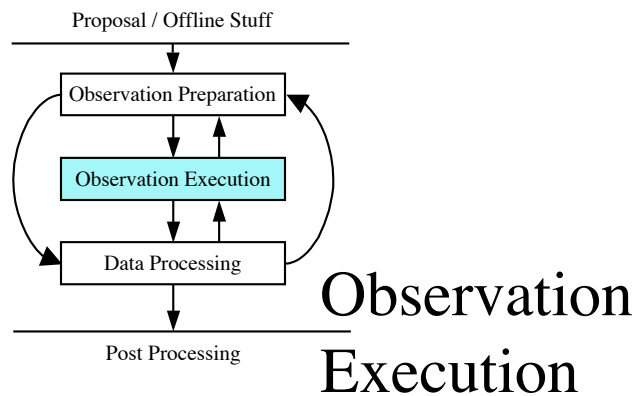 Proposal / Offline Stuff
Observation Preparation
Observation Execution
Data Processing
Post Processing
Observation
Execution